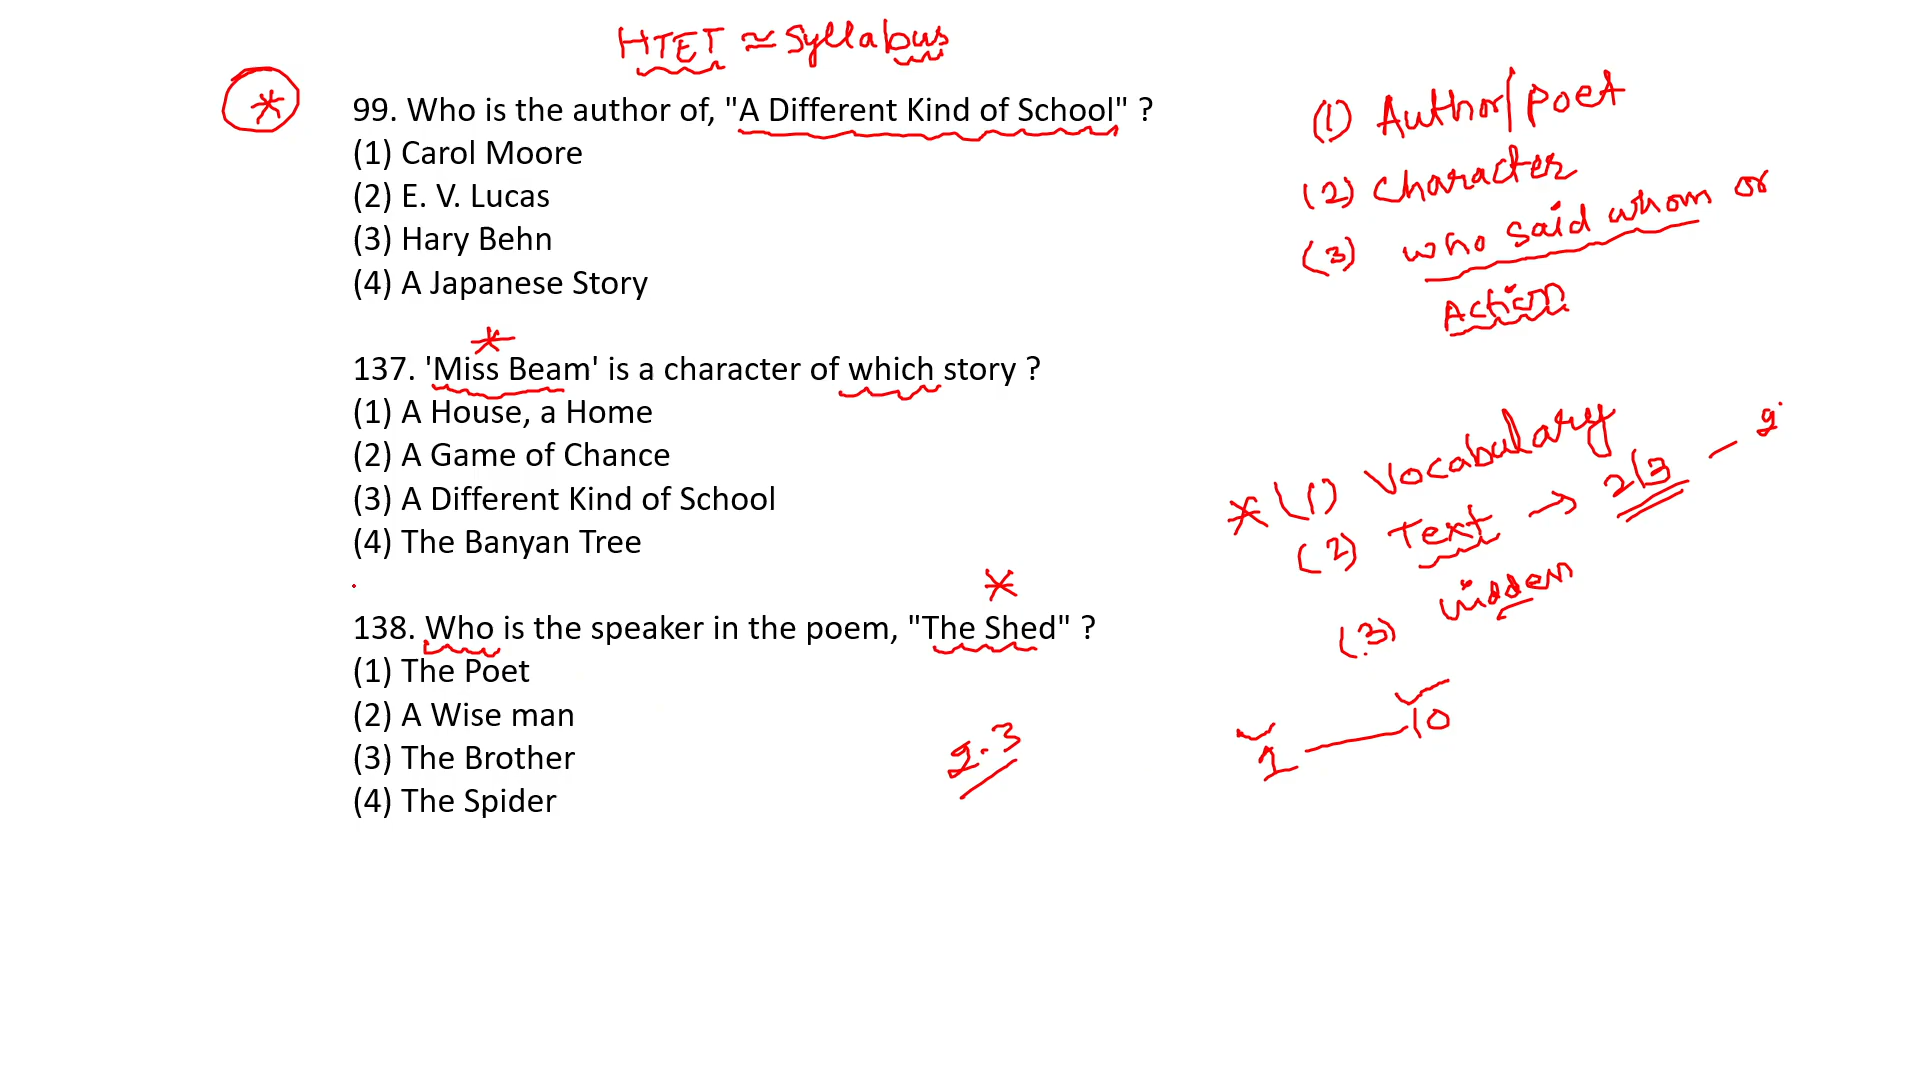 HTET ≈ Syllabus
*
99. Who is the author of, "A Different Kind of School" ?
(1) Carol Moore
(2) E. V. Lucas
(3) Hary Behn
(4) A Japanese Story
*
137. 'Miss Beam' is a character of which story ?
(1) A House, a Home
(2) A Game of Chance
(3) A Different Kind of School
(4) The Banyan Tree
*
138. Who is the speaker in the poem, "The Shed" ?
(1) The Poet
(2) A Wise man
(3) The Brother
(4) The Spider
2.3
(1) Author/poet
(2) Character
(3) who said whom or
Action
* (1) Vocabulary
(2) Text → 2/3 –
(3)
1 — 10